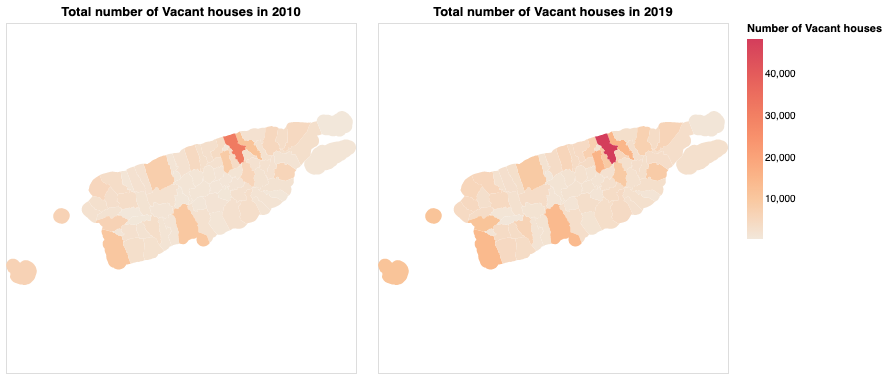 Total number of Vacant houses in 2010
Total number of Vacant houses in 2019
Number of Vacant houses
40,000
30,000
20,000
10,000